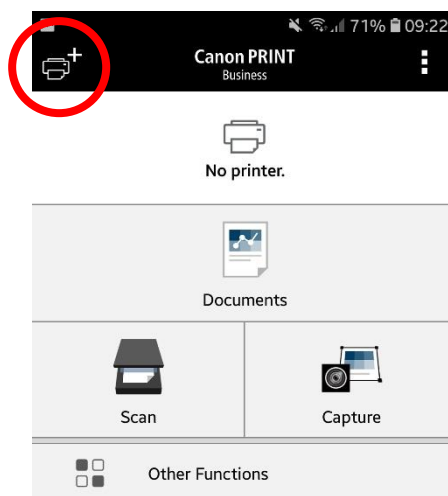 71% 09:22
Canon PRINT
Business
No printer.
Documents
Scan Capture
Other Functions